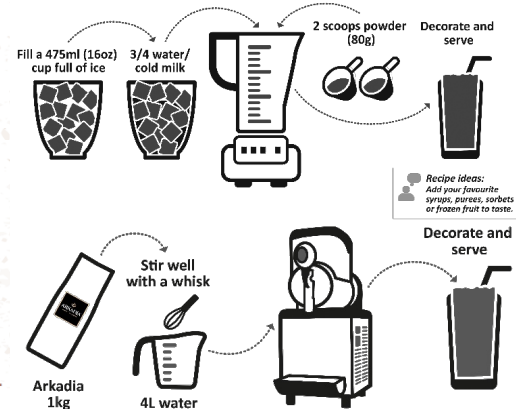 Fill a 475ml (16oz)
cup full of ice
3/4 water/
cold milk
2 scoops powder
(80g)
Decorate and
serve
Recipe ideas:
Add your favourite
syrups, purees, sorbets
or frozen fruit to taste.
Stir well
with a whisk
Decorate and
serve
ARKADIA
Arkadia
1kg
4L water